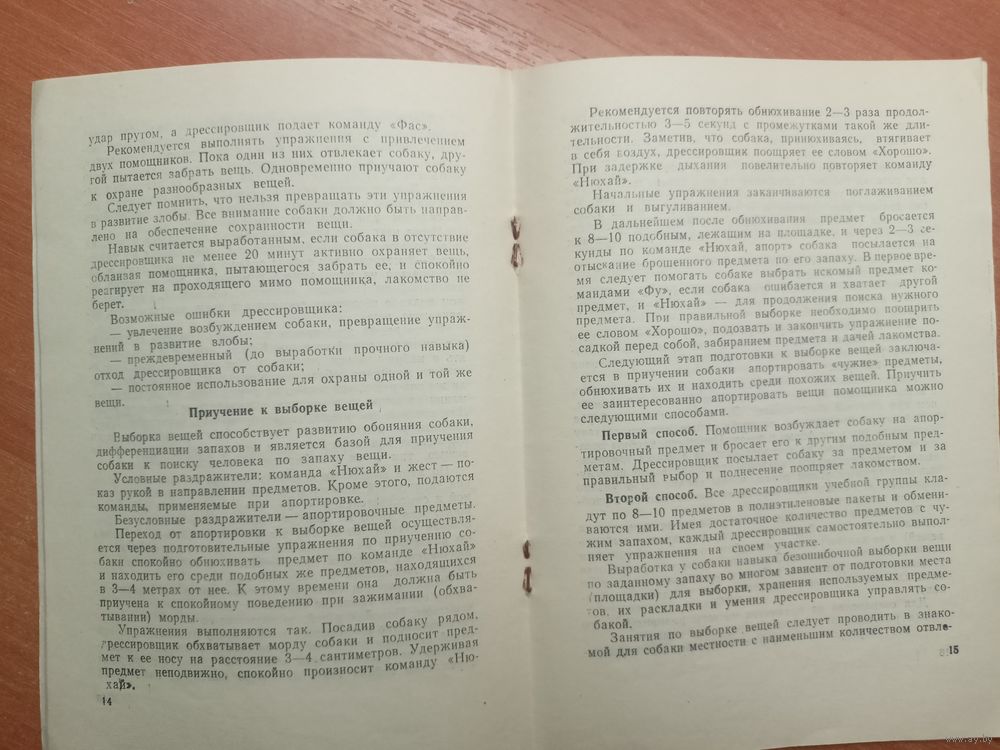 удар прутом, а дрессировщик подает команду «Фас».
Рекомендуется выполнять упражнения с привлечением
двух помощников. Пока один из них отвлекает собаку, дру-
гой пытается забрать вещь. Одновременно приучают собаку
к охране разнообразных вещей.
Следует помнить, что нельзя превращать эти упражнения
в развитие злобы. Все внимание собаки должно быть направ-
лено на обеспечение сохранности вещи.
Навык считается выработанным, если собака в отсутствие
дрессировщика не менее 20 минут активно охраняет вещь,
облаивая помощника, пытающегося забрать ее, и спокойно
реагирует на проходящего мимо помощника, лакомство не
берет.
Возможные ошибки дрессировщика:
— увлечение возбуждением собаки, превращение упраж-
нений в развитие злобы;
— преждевременный (до выработки прочного навыка)
отход дрессировщика от собаки;
— постоянное использование для охраны одной и той же
вещи.
Приучение к выборке вещей
Выборка вещей способствует развитию обоняния собаки,
дифференциации запахов и является базой для приучения
собаки к поиску человека по запаху вещи.
Условные раздражители: команда «Нюхай» и жест — по-
каз рукой в направлении предметов. Кроме этого, подаются
команды, применяемые при апортировке.
Безусловные раздражители — апортировочные предметы.
Переход от апортировки к выборке вещей осуществля-
ется через подготовительные упражнения по приучению со-
баки спокойно обнюхивать предмет по команде «Нюхай»
и находить его среди подобных же предметов, находящихся
в 3—4 метрах от нее. К этому времени она должна быть
приучена к спокойному поведению при зажимании (обхва-
тывании) морды.
Упражнения выполняются так. Посадив собаку рядом,
дрессировщик обхватывает морду собаки и подносит пред-
мет к ее носу на расстояние 3—4 сантиметров. Удерживая
предмет неподвижно, спокойно произносит команду «Ню-
хай».
14
Рекомендуется повторять обнюхивание 2—3 раза продол-
жительностью 3—5 секунд с промежутками такой же дли-
тельности. Заметив, что собака, принюхиваясь, втягивает
в себя воздух, дрессировщик поощряет ее словом «Хорошо».
При задержке дыхания повелительно повторяет команду
«Нюхай».
Начальные упражнения заканчиваются поглаживанием
собаки и выгуливанием.
В дальнейшем после обнюхивания предмет бросается
к 8—10 подобным, лежащим на площадке, и через 2—3 се-
кунды по команде «Нюхай, апорт» собака посылается на
отыскание брошенного предмета по его запаху. В первое вре-
мя следует помогать собаке выбрать искомый предмет ко-
мандами «Фу», если собака ошибается и хватает другой
предмет, и «Нюхай» — для продолжения поиска нужного
предмета. При правильной выборке необходимо поощрить
ее словом «Хорошо», подозвать и закончить упражнение по-
садкой перед собой, забиранием предмета и дачей лакомства.
Следующий этап подготовки к выборке вещей заключа-
ется в приучении собаки апортировать «чужие» предметы,
обнюхивать их и находить среди похожих вещей. Приучить
ее заинтересованно апортировать вещи помощника можно
следующими способами.
Первый способ. Помощник возбуждает собаку на апор-
тировочный предмет и бросает его к другим подобным пред-
метам. Дрессировщик посылает собаку за предметом и за
правильный выбор и поднесение поощряет лакомством.
Второй способ. Все дрессировщики учебной группы кла-
дут по 8—10 предметов в полиэтиленовые пакеты и обмени-
ваются ими. Имея достаточное количество предметов с чу-
жим запахом, каждый дрессировщик самостоятельно выпол-
няет упражнения на своем участке.
Выработка у собаки навыка безошибочной выборки вещи
по заданному запаху во многом зависит от подготовки места
(площадки) для выборки, хранения используемых предме-
тов, их раскладки и умения дрессировщика управлять со-
бакой.
Занятия по выборке вещей следует проводить в знако-
мой для собаки местности с наименьшим количеством отвле-
15
www.ay.by